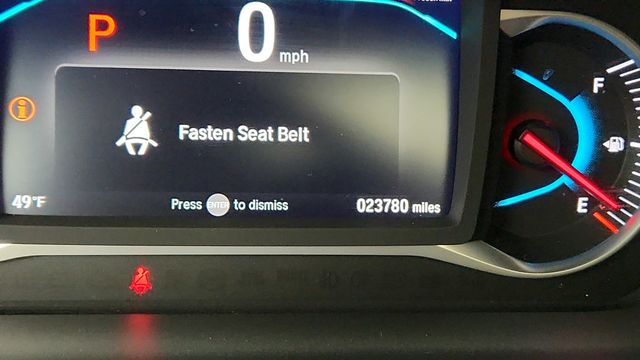 P
0 mph
F
Fasten Seat Belt
E
49°F
Press ENTER to dismiss
023780 miles